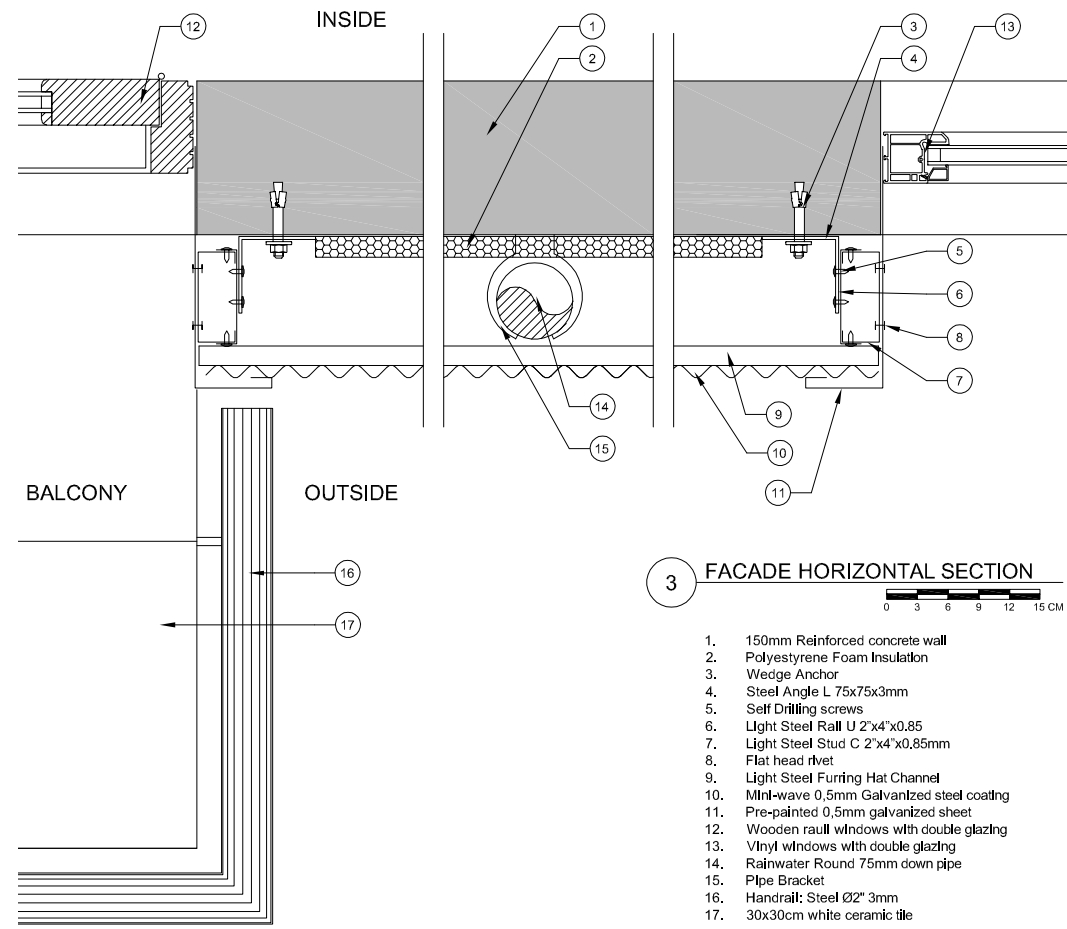 12
INSIDE
1
3
13
2
4
5
6
8
7
14
9
15
10
BALCONY
OUTSIDE
11
16
3
FACADE HORIZONTAL SECTION
0 3 6 9 12 15 CM
17
1. 150mm Reinforced concrete wall
2. Polyestyrene Foam Insulation
3. Wedge Anchor
4. Steel Angle L 75x75x3mm
5. Self Drilling screws
6. Light Steel Rail U 2"x4"x0.85
7. Light Steel Stud C 2"x4"x0.85mm
8. Flat head rivet
9. Light Steel Furring Hat Channel
10. Mini-wave 0,5mm Galvanized steel coating
11. Pre-painted 0,5mm galvanized sheet
12. Wooden raulí windows with double glazing
13. Vinyl windows with double glazing
14. Rainwater Round 75mm down pipe
15. Pipe Bracket
16. Handrail: Steel Ø2" 3mm
17. 30x30cm white ceramic tile